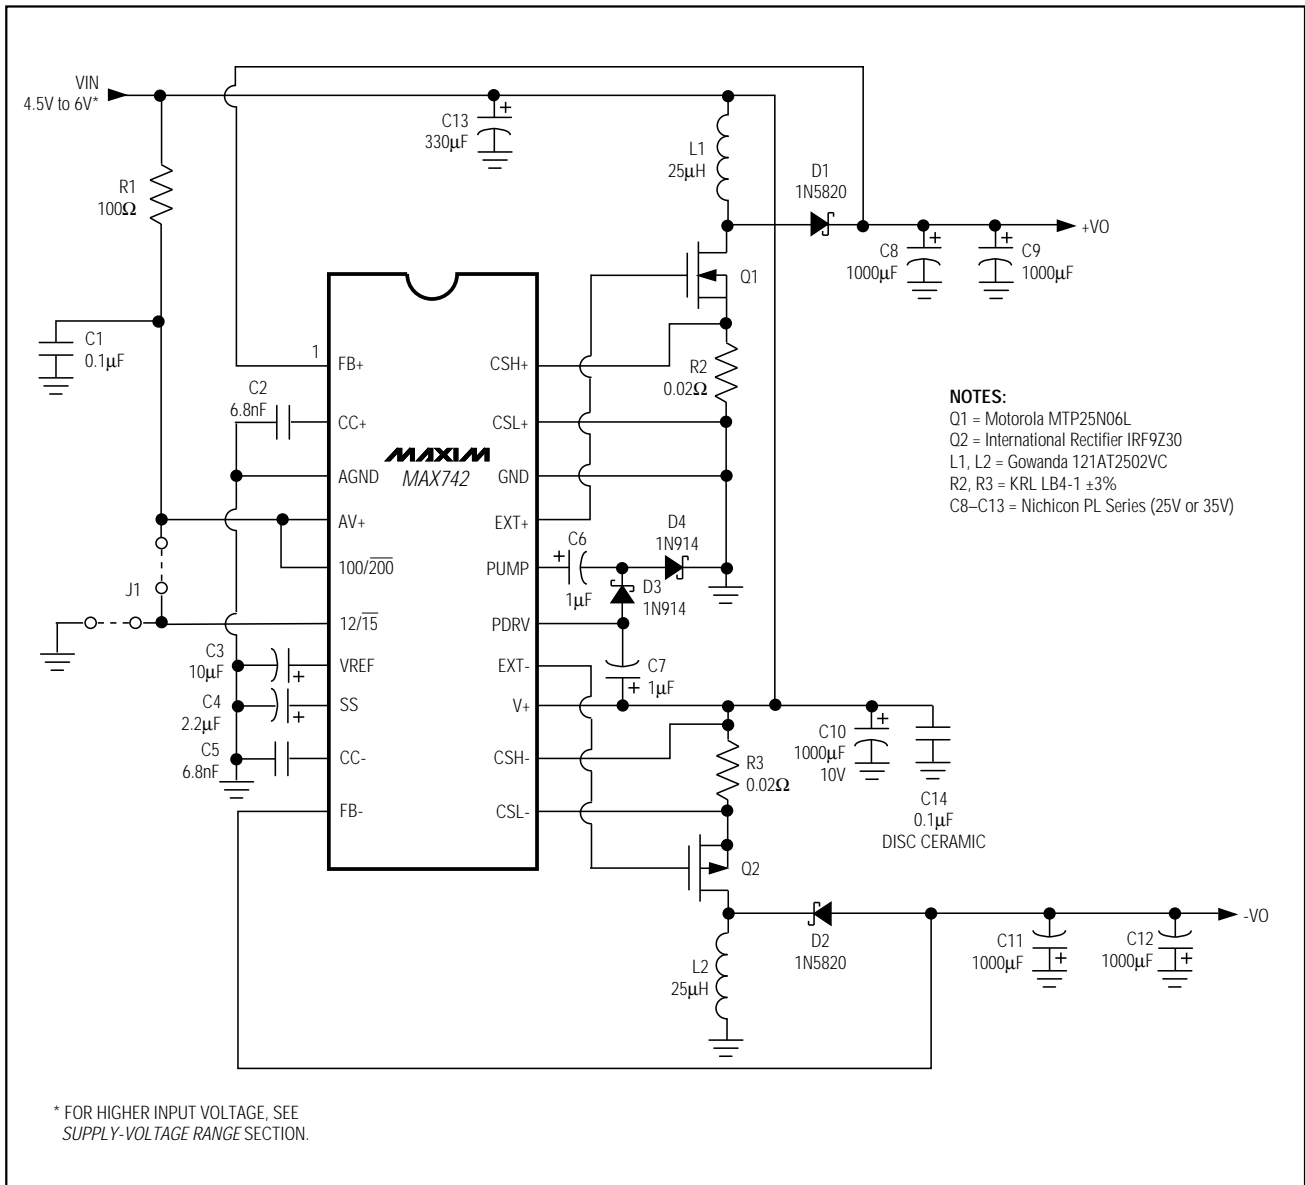 VIN
4.5V to 6V*
R1
100Ω
C1
0.1μF
C13
330μF
+
L1
25μH
D1
1N5820
+VO
C8
1000μF
+
C9
1000μF
+
Q1
R2
0.02Ω
1
FB+
CC+
AGND
AV+
100/200
12/15
VREF
SS
CC-
FB-
MAXIM
MAX742
CSH+
CSL+
GND
EXT+
PUMP
PDRV
EXT-
V+
CSH-
CSL-
C2
6.8nF
J1
C3
10μF
+
C4
2.2μF
+
C5
6.8nF
C6
+
1μF
D4
1N914
D3
1N914
C7
1μF
+
R3
0.02Ω
C10
1000μF
10V
+
C14
0.1μF
DISC CERAMIC
Q2
D2
1N5820
L2
25μH
C11
1000μF
+
C12
1000μF
+
-VO
NOTES:
Q1 = Motorola MTP25N06L
Q2 = International Rectifier IRF9Z30
L1, L2 = Gowanda 121AT2502VC
R2, R3 = KRL LB4-1 ±3%
C8–C13 = Nichicon PL Series (25V or 35V)
* FOR HIGHER INPUT VOLTAGE, SEE
SUPPLY-VOLTAGE RANGE SECTION.